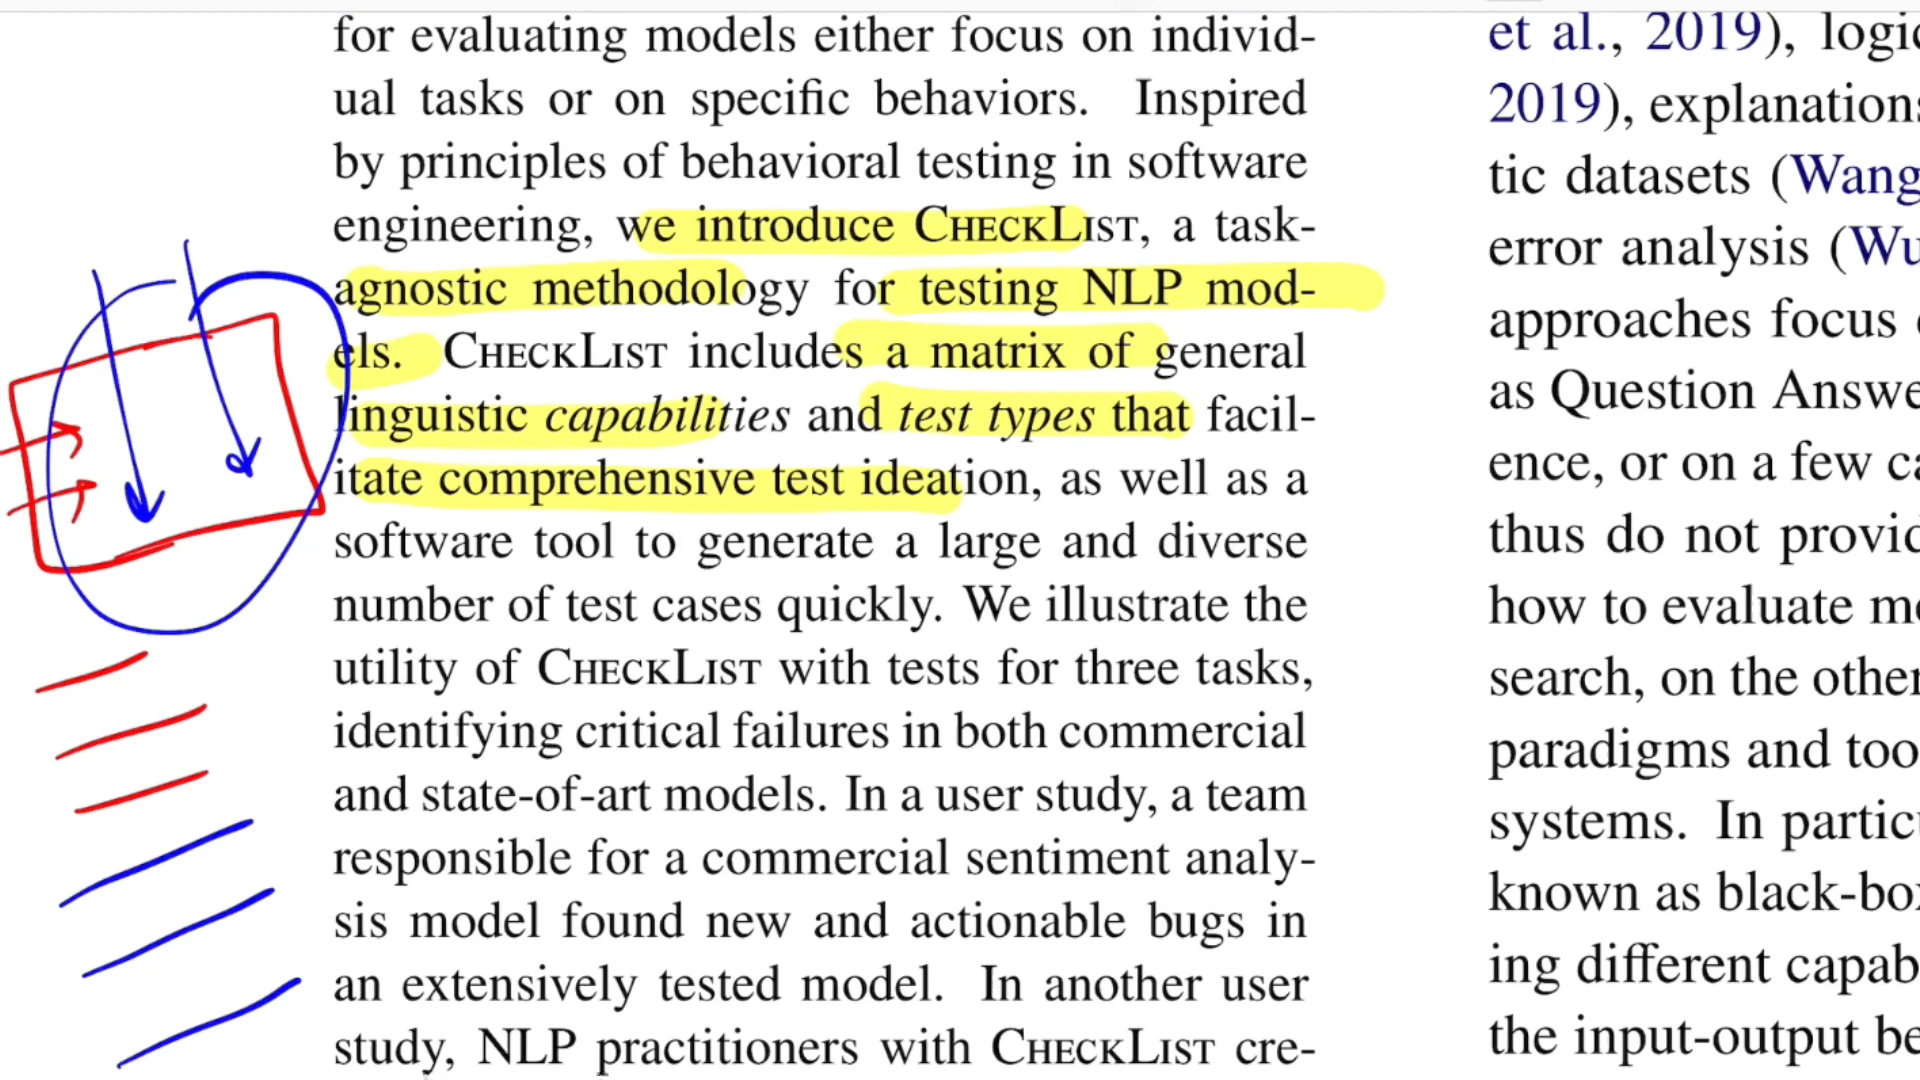 for evaluating models either focus on individ-
ual tasks or on specific behaviors. Inspired
by principles of behavioral testing in software
engineering, we introduce CHECKLIST, a task-
agnostic methodology for testing NLP mod-
els. CHECKLIST includes a matrix of general
linguistic capabilities and test types that facil-
itate comprehensive test ideation, as well as a
software tool to generate a large and diverse
number of test cases quickly. We illustrate the
utility of CHECKLIST with tests for three tasks,
identifying critical failures in both commercial
and state-of-art models. In a user study, a team
responsible for a commercial sentiment analy-
sis model found new and actionable bugs in
an extensively tested model. In another user
study, NLP practitioners with CHECKLIST cre-
et al., 2019), logic
2019), explanations
tic datasets (Wang
error analysis (Wu
approaches focus
as Question Answe
ence, or on a few ca
thus do not provid
how to evaluate mo
search, on the other
paradigms and too
systems. In particu
known as black-box
ing different capab
the input-output be